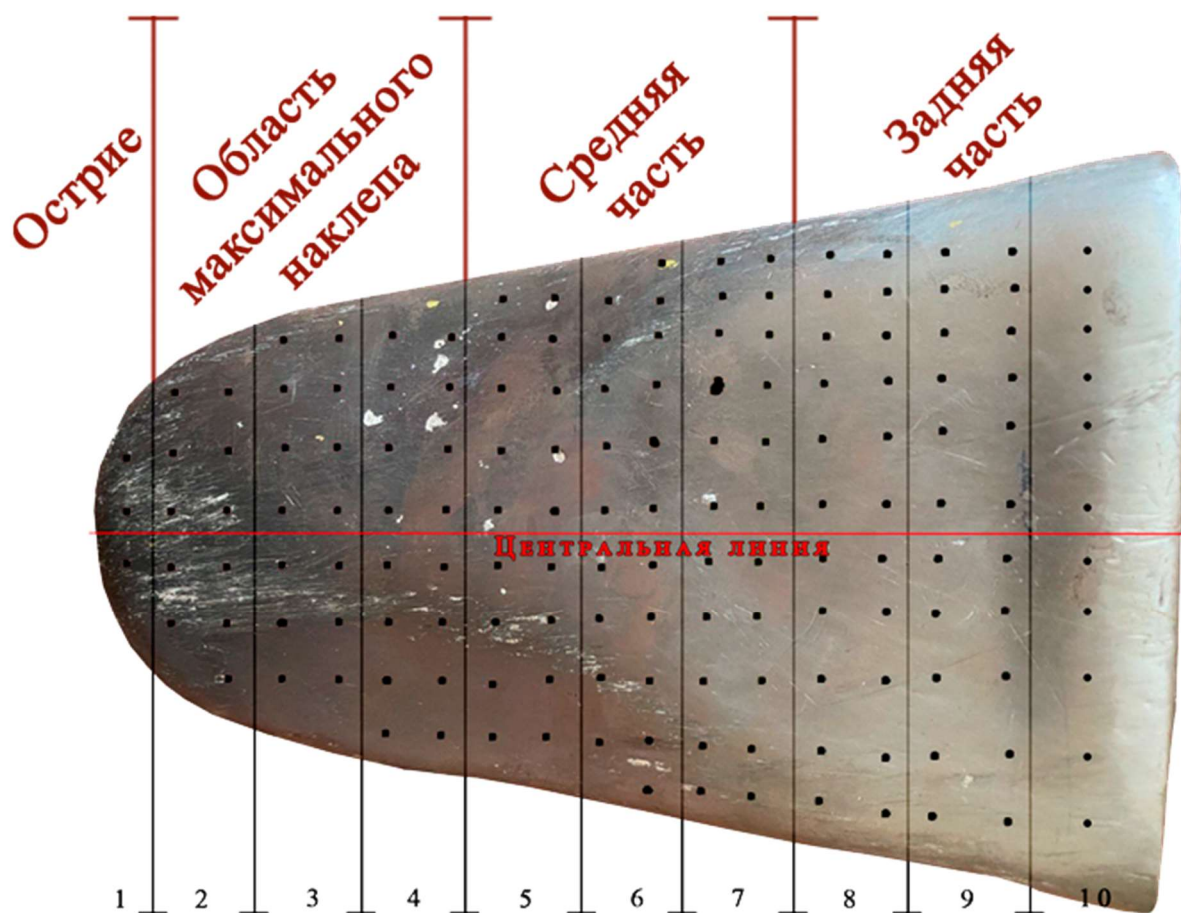 Острие
Область
максимального
наклепа
Средняя
часть
Задняя
часть
Центральная линия
1 2 3 4 5 6 7 8 9 10